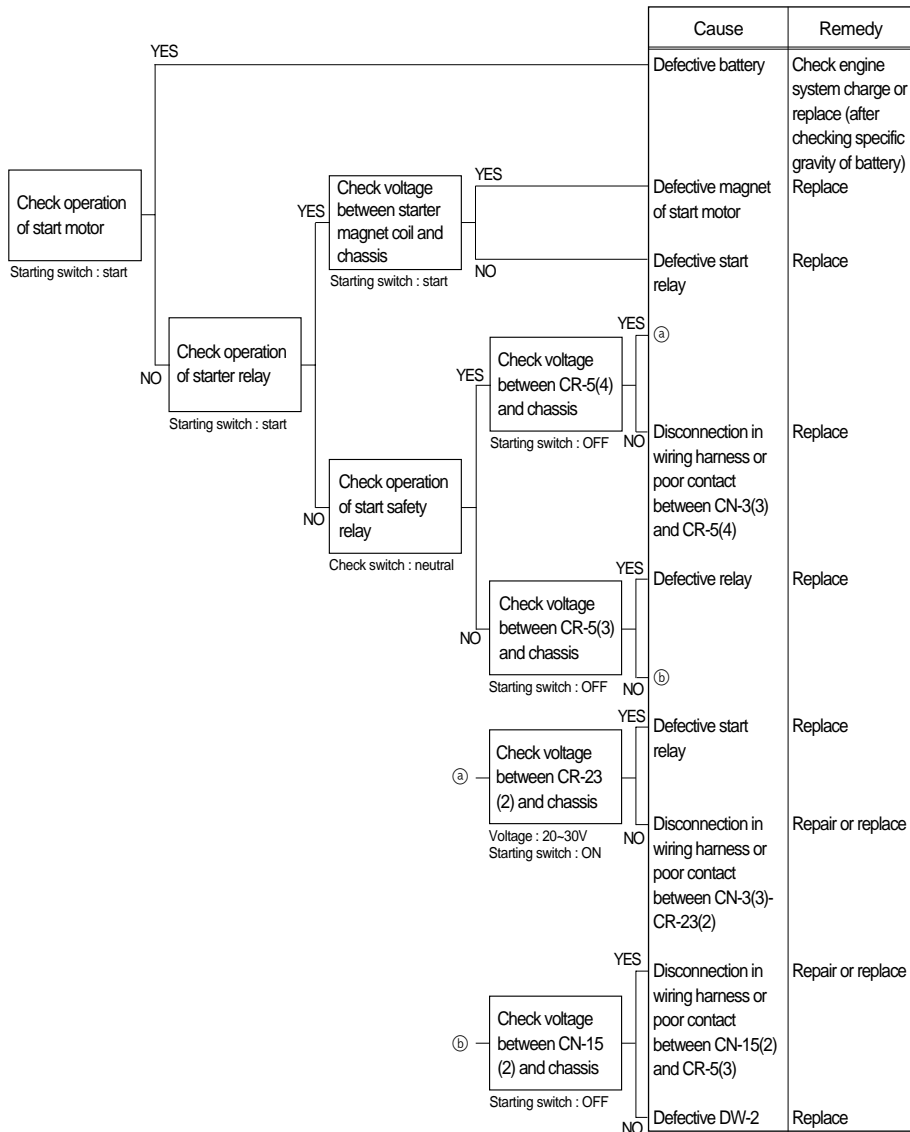 Cause Remedy
YES
Defective battery
Check engine
system charge or
replace (after
checking specific
gravity of battery)
Check operation
of start motor
Starting switch : start
YES
Check voltage
between starter
magnet coil and
chassis
Starting switch : start
YES
Defective magnet
of start motor
Replace
NO
Defective start
relay
Replace
NO
Check operation
of starter relay
Starting switch : start
YES
Check voltage
between CR-5(4)
and chassis
Starting switch : OFF
YES
ⓐ
NO
Disconnection in
wiring harness or
poor contact
between CN-3(3)
and CR-5(4)
Replace
NO
Check operation
of start safety
relay
Check switch : neutral
NO
Check voltage
between CR-5(3)
and chassis
Starting switch : OFF
YES
Defective relay
Replace
NO
ⓑ
ⓐ
Check voltage
between CR-23
(2) and chassis
Voltage : 20~30V
Starting switch : ON
YES
Defective start
relay
Replace
NO
Disconnection in
wiring harness or
poor contact
between CN-3(3)-
CR-23(2)
Repair or replace
ⓑ
Check voltage
between CN-15
(2) and chassis
Starting switch : OFF
YES
Disconnection in
wiring harness or
poor contact
between CN-15(2)
and CR-5(3)
Repair or replace
NO
Defective DW-2
Replace